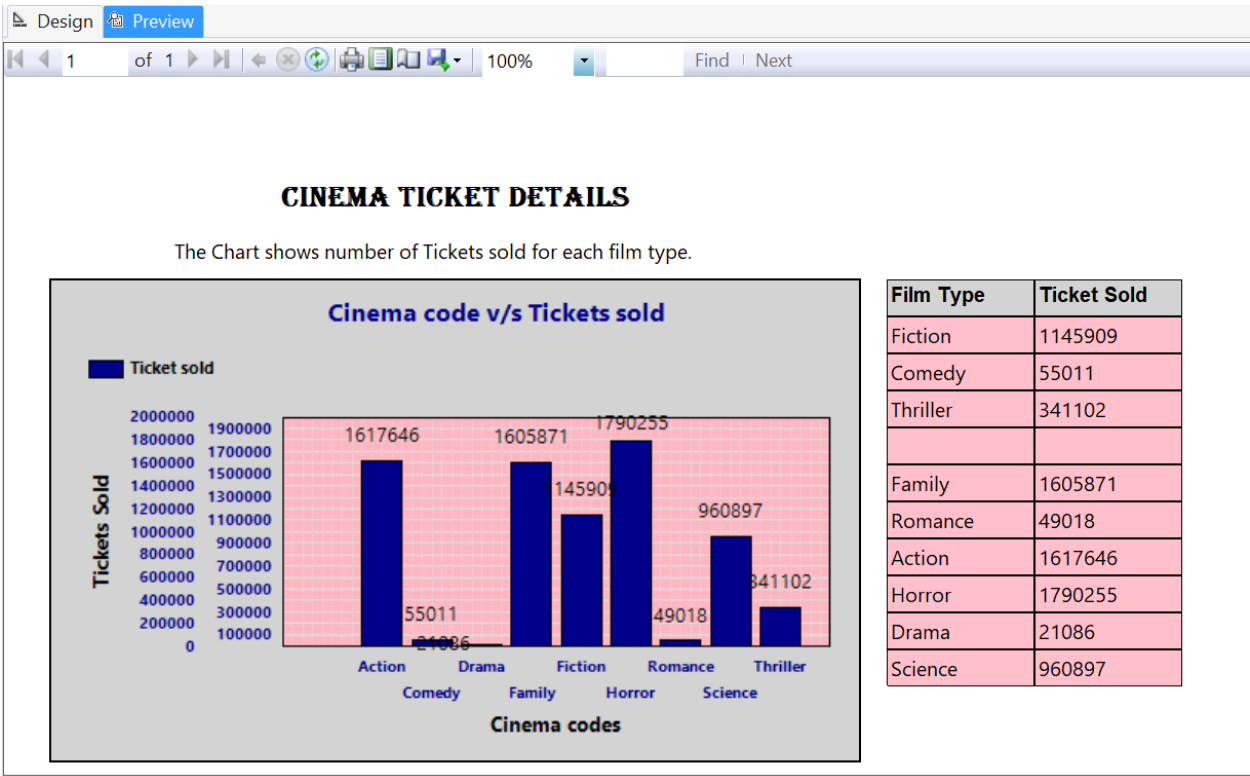 Design Preview
1 of 1 100% Find Next
CINEMA TICKET DETAILS
The Chart shows number of Tickets sold for each film type.
Cinema code v/s Tickets sold
Ticket sold
Tickets Sold
2000000
1900000
1800000
1700000
1600000
1500000
1400000
1300000
1200000
1100000
1000000
900000
800000
700000
600000
500000
400000
300000
200000
100000
0
1617646
55011
21086
1605871
1145909
1790255
49018
960897
341102
Action Drama Fiction Romance Thriller
Comedy Family Horror Science
Cinema codes
Film Type Ticket Sold
Fiction 1145909
Comedy 55011
Thriller 341102
Family 1605871
Romance 49018
Action 1617646
Horror 1790255
Drama 21086
Science 960897